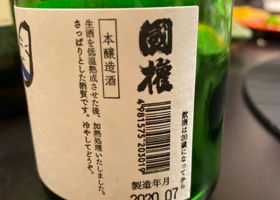 國權
本醸造酒
生酒を低温熟成させた後、加熱処理いたしました。
さっぱりとした酒質です。冷やしてどうぞ。
飲酒は20歳になってから
4981375203019
製造年月
2020.07